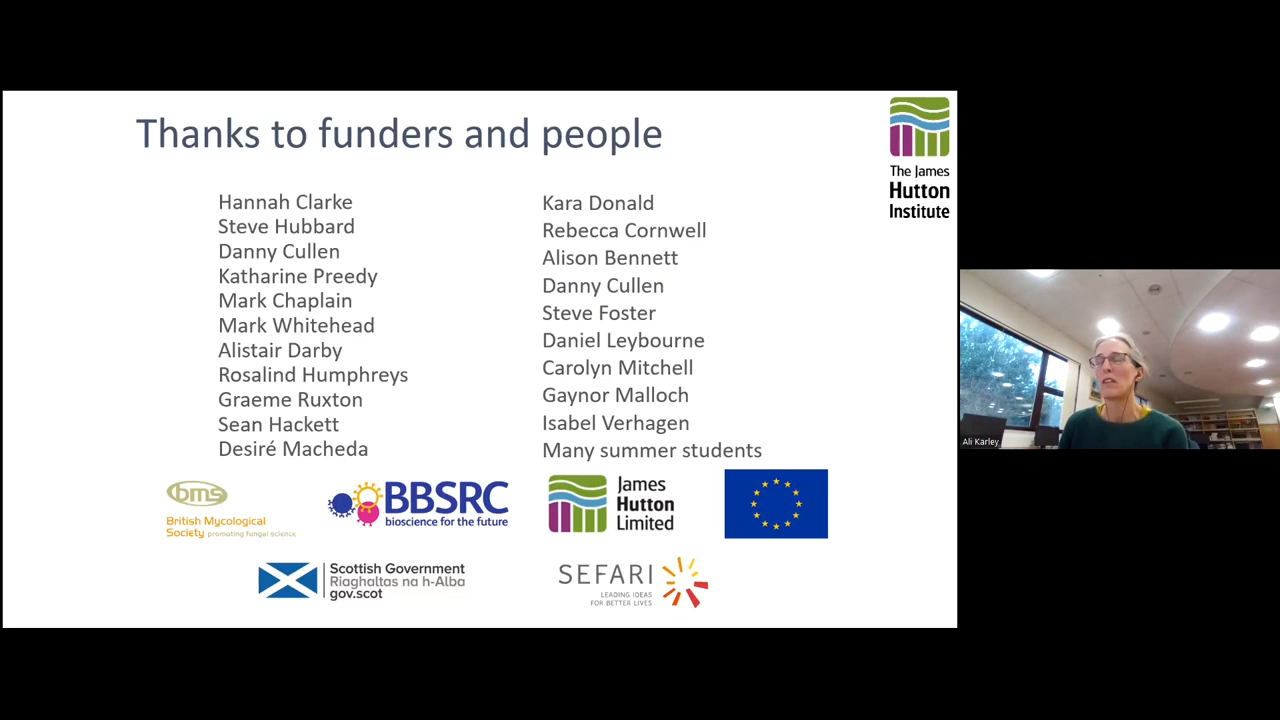 Thanks to funders and people
The James
Hutton
Institute
Hannah Clarke
Steve Hubbard
Danny Cullen
Katharine Preedy
Mark Chaplain
Mark Whitehead
Alistair Darby
Rosalind Humphreys
Graeme Ruxton
Sean Hackett
Desiré Macheda
Kara Donald
Rebecca Cornwell
Alison Bennett
Danny Cullen
Steve Foster
Daniel Leybourne
Carolyn Mitchell
Gaynor Malloch
Isabel Verhagen
Many summer students
bms
British Mycological
Society promoting fungal science
BBSRC
bioscience for the future
James
Hutton
Limited
Scottish Government
Riaghaltas na h-Alba
gov.scot
SEFARI
LEADING IDEAS
FOR BETTER LIVES
Ali Karley